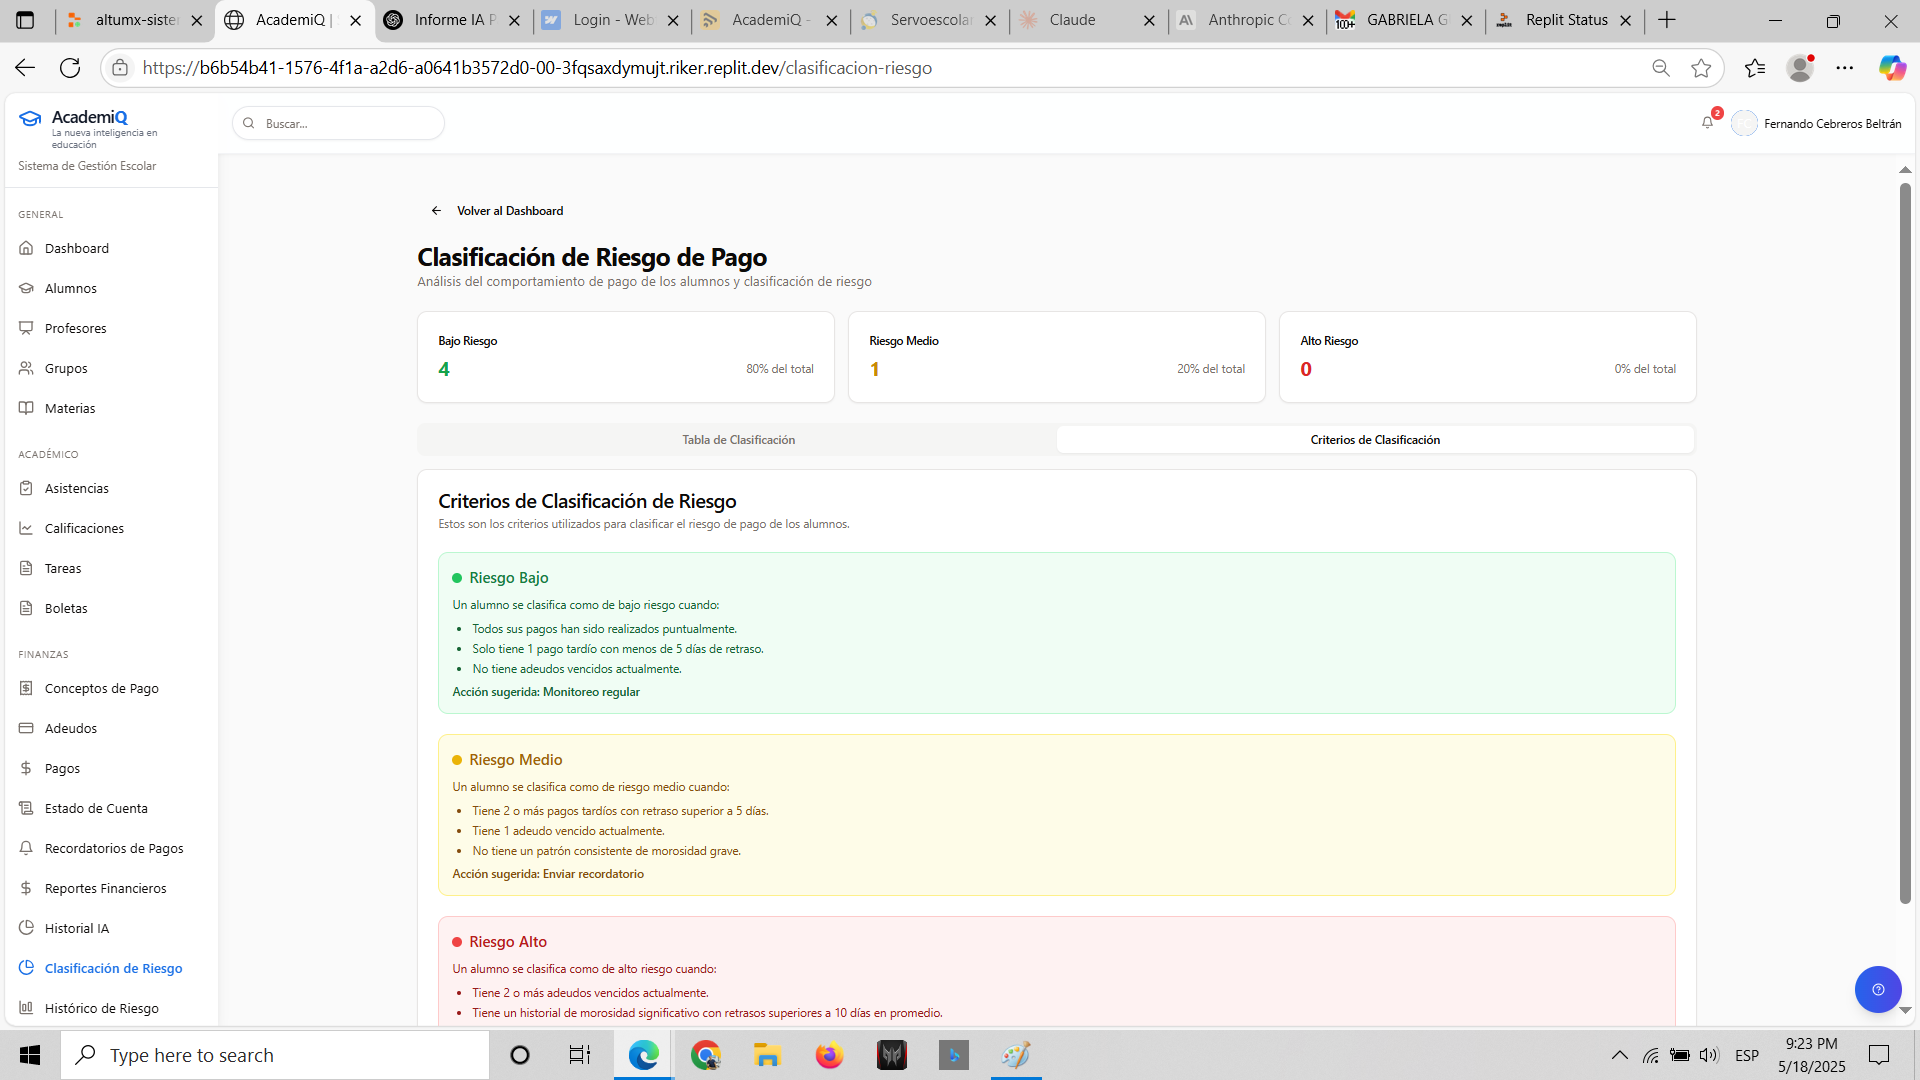 altumx-sister
AcademiQ |
Informe IA P
Login - Web
AcademiQ -
Servoescolar
Claude
Anthropic Co
GABRIELA G
Replit Status
https://b6b54b41-1576-4f1a-a2d6-a0641b3572d0-00-3fqsaxdymujt.riker.replit.dev/clasificacion-riesgo
AcademiQ
La nueva inteligencia en
educación
Sistema de Gestión Escolar
Buscar...
2
Fernando Cebreros Beltrán
GENERAL
Dashboard
Alumnos
Profesores
Grupos
Materias
ACADÉMICO
Asistencias
Calificaciones
Tareas
Boletas
FINANZAS
Conceptos de Pago
Adeudos
Pagos
Estado de Cuenta
Recordatorios de Pagos
Reportes Financieros
Historial IA
Clasificación de Riesgo
Histórico de Riesgo
Volver al Dashboard
Clasificación de Riesgo de Pago
Análisis del comportamiento de pago de los alumnos y clasificación de riesgo
Bajo Riesgo
4
80% del total
Riesgo Medio
1
20% del total
Alto Riesgo
0
0% del total
Tabla de Clasificación
Criterios de Clasificación
Criterios de Clasificación de Riesgo
Estos son los criterios utilizados para clasificar el riesgo de pago de los alumnos.
Riesgo Bajo
Un alumno se clasifica como de bajo riesgo cuando:
• Todos sus pagos han sido realizados puntualmente.
• Solo tiene 1 pago tardío con menos de 5 días de retraso.
• No tiene adeudos vencidos actualmente.
Acción sugerida: Monitoreo regular
Riesgo Medio
Un alumno se clasifica como de riesgo medio cuando:
• Tiene 2 o más pagos tardíos con retraso superior a 5 días.
• Tiene 1 adeudo vencido actualmente.
• No tiene un patrón consistente de morosidad grave.
Acción sugerida: Enviar recordatorio
Riesgo Alto
Un alumno se clasifica como de alto riesgo cuando:
• Tiene 2 o más adeudos vencidos actualmente.
• Tiene un historial de morosidad significativo con retrasos superiores a 10 días en promedio.
Type here to search
ESP
9:23 PM
5/18/2025